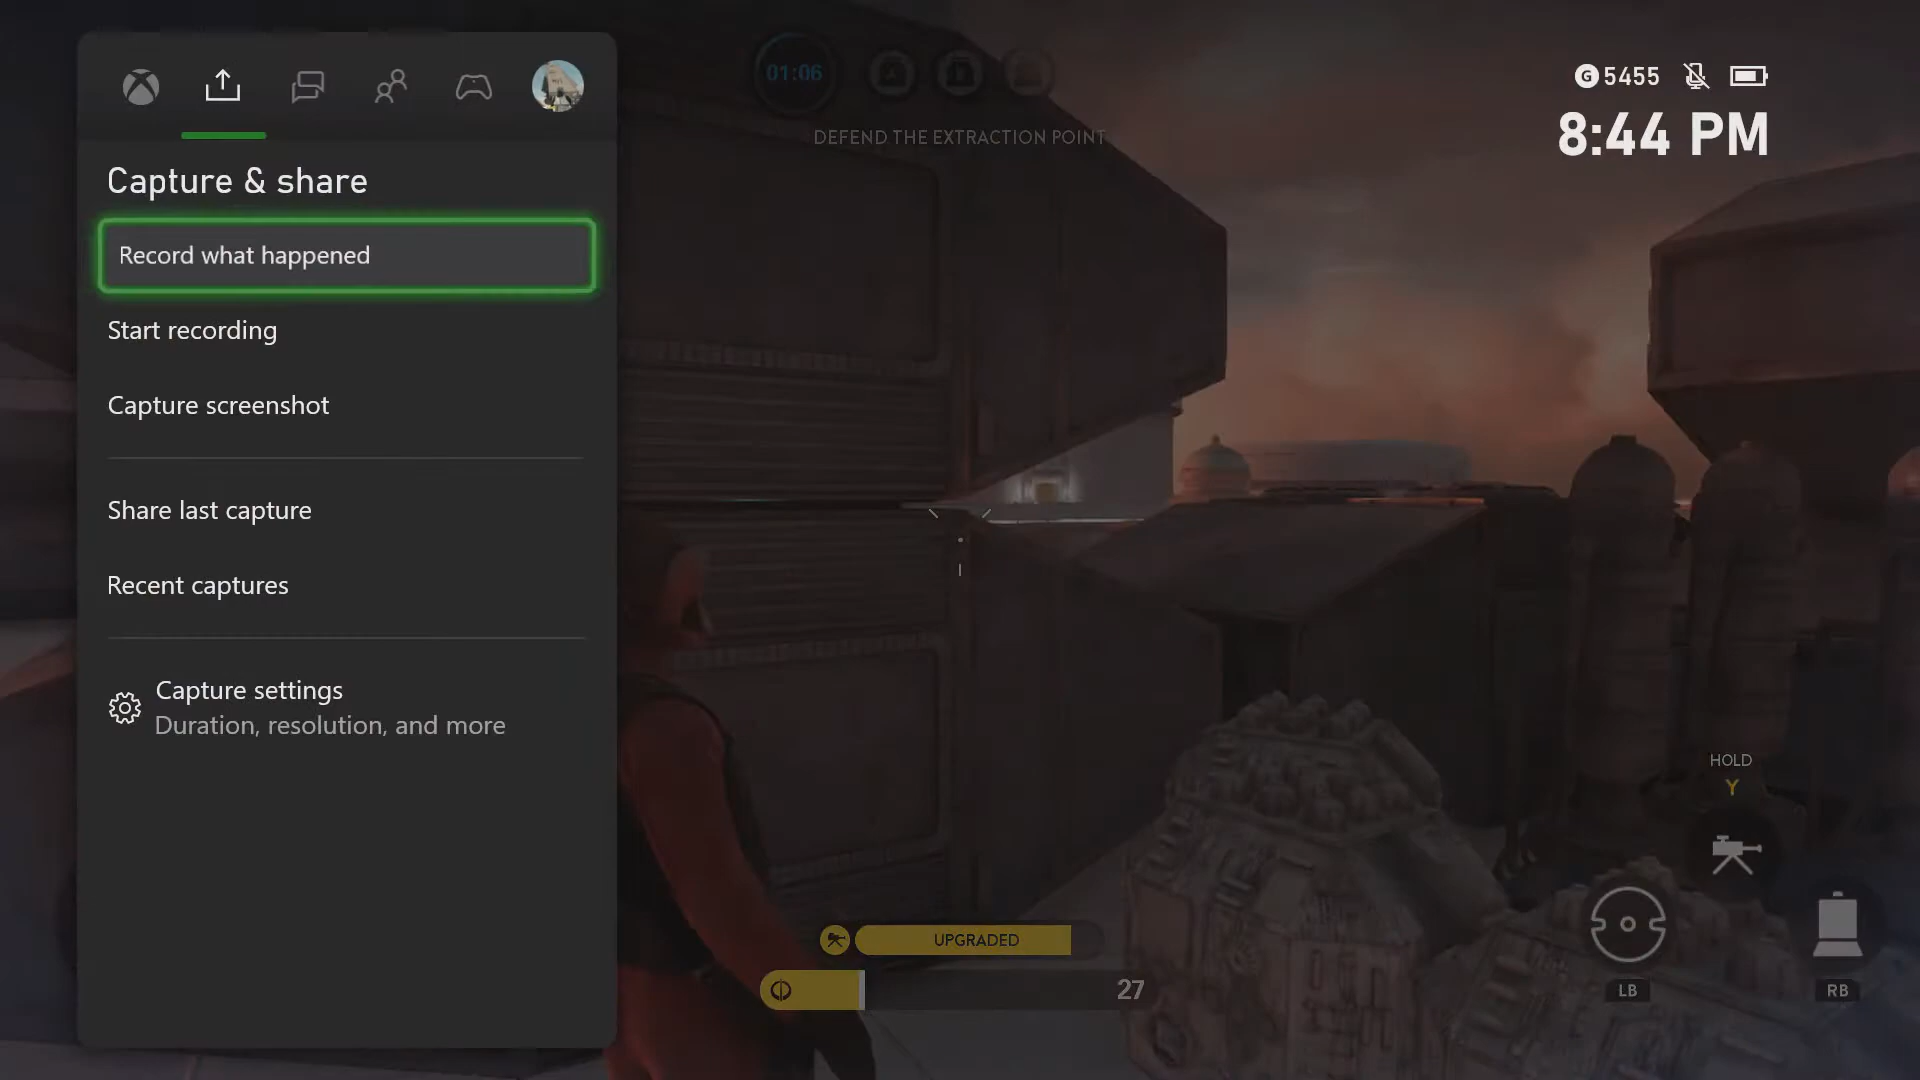 01:06
DEFEND THE EXTRACTION POINT
G 5455
8:44 PM
Capture & share
Record what happened
Start recording
Capture screenshot
Share last capture
Recent captures
Capture settings
Duration, resolution, and more
HOLD
Y
UPGRADED
27
LB
RB